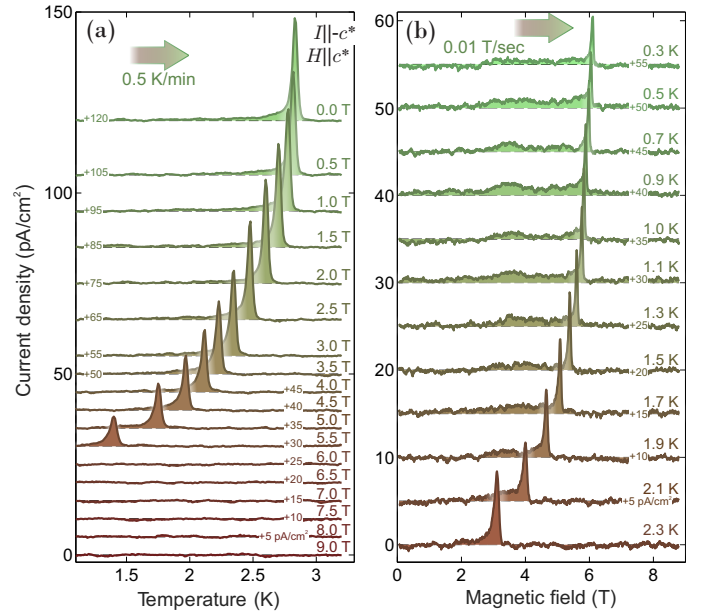 (a)
I||-c*
H||c*
0.5 K/min
Current density (pA/cm²)
150
100
50
0
+120
0.0 T
+105
0.5 T
+95
1.0 T
+85
1.5 T
+75
2.0 T
+65
2.5 T
+55
3.0 T
+50
3.5 T
+45
4.0 T
+40
4.5 T
+35
5.0 T
+30
5.5 T
+25
6.0 T
+20
6.5 T
+15
7.0 T
+10
7.5 T
+5 pA/cm²
8.0 T
9.0 T
1.5 2 2.5 3
Temperature (K)
(b)
0.01 T/sec
60
50
40
30
20
10
0
0.3 K
+55
0.5 K
+50
0.7 K
+45
0.9 K
+40
1.0 K
+35
1.1 K
+30
1.3 K
+25
1.5 K
+20
1.7 K
+15
1.9 K
+10
2.1 K
+5 pA/cm²
2.3 K
0 2 4 6 8
Magnetic field (T)